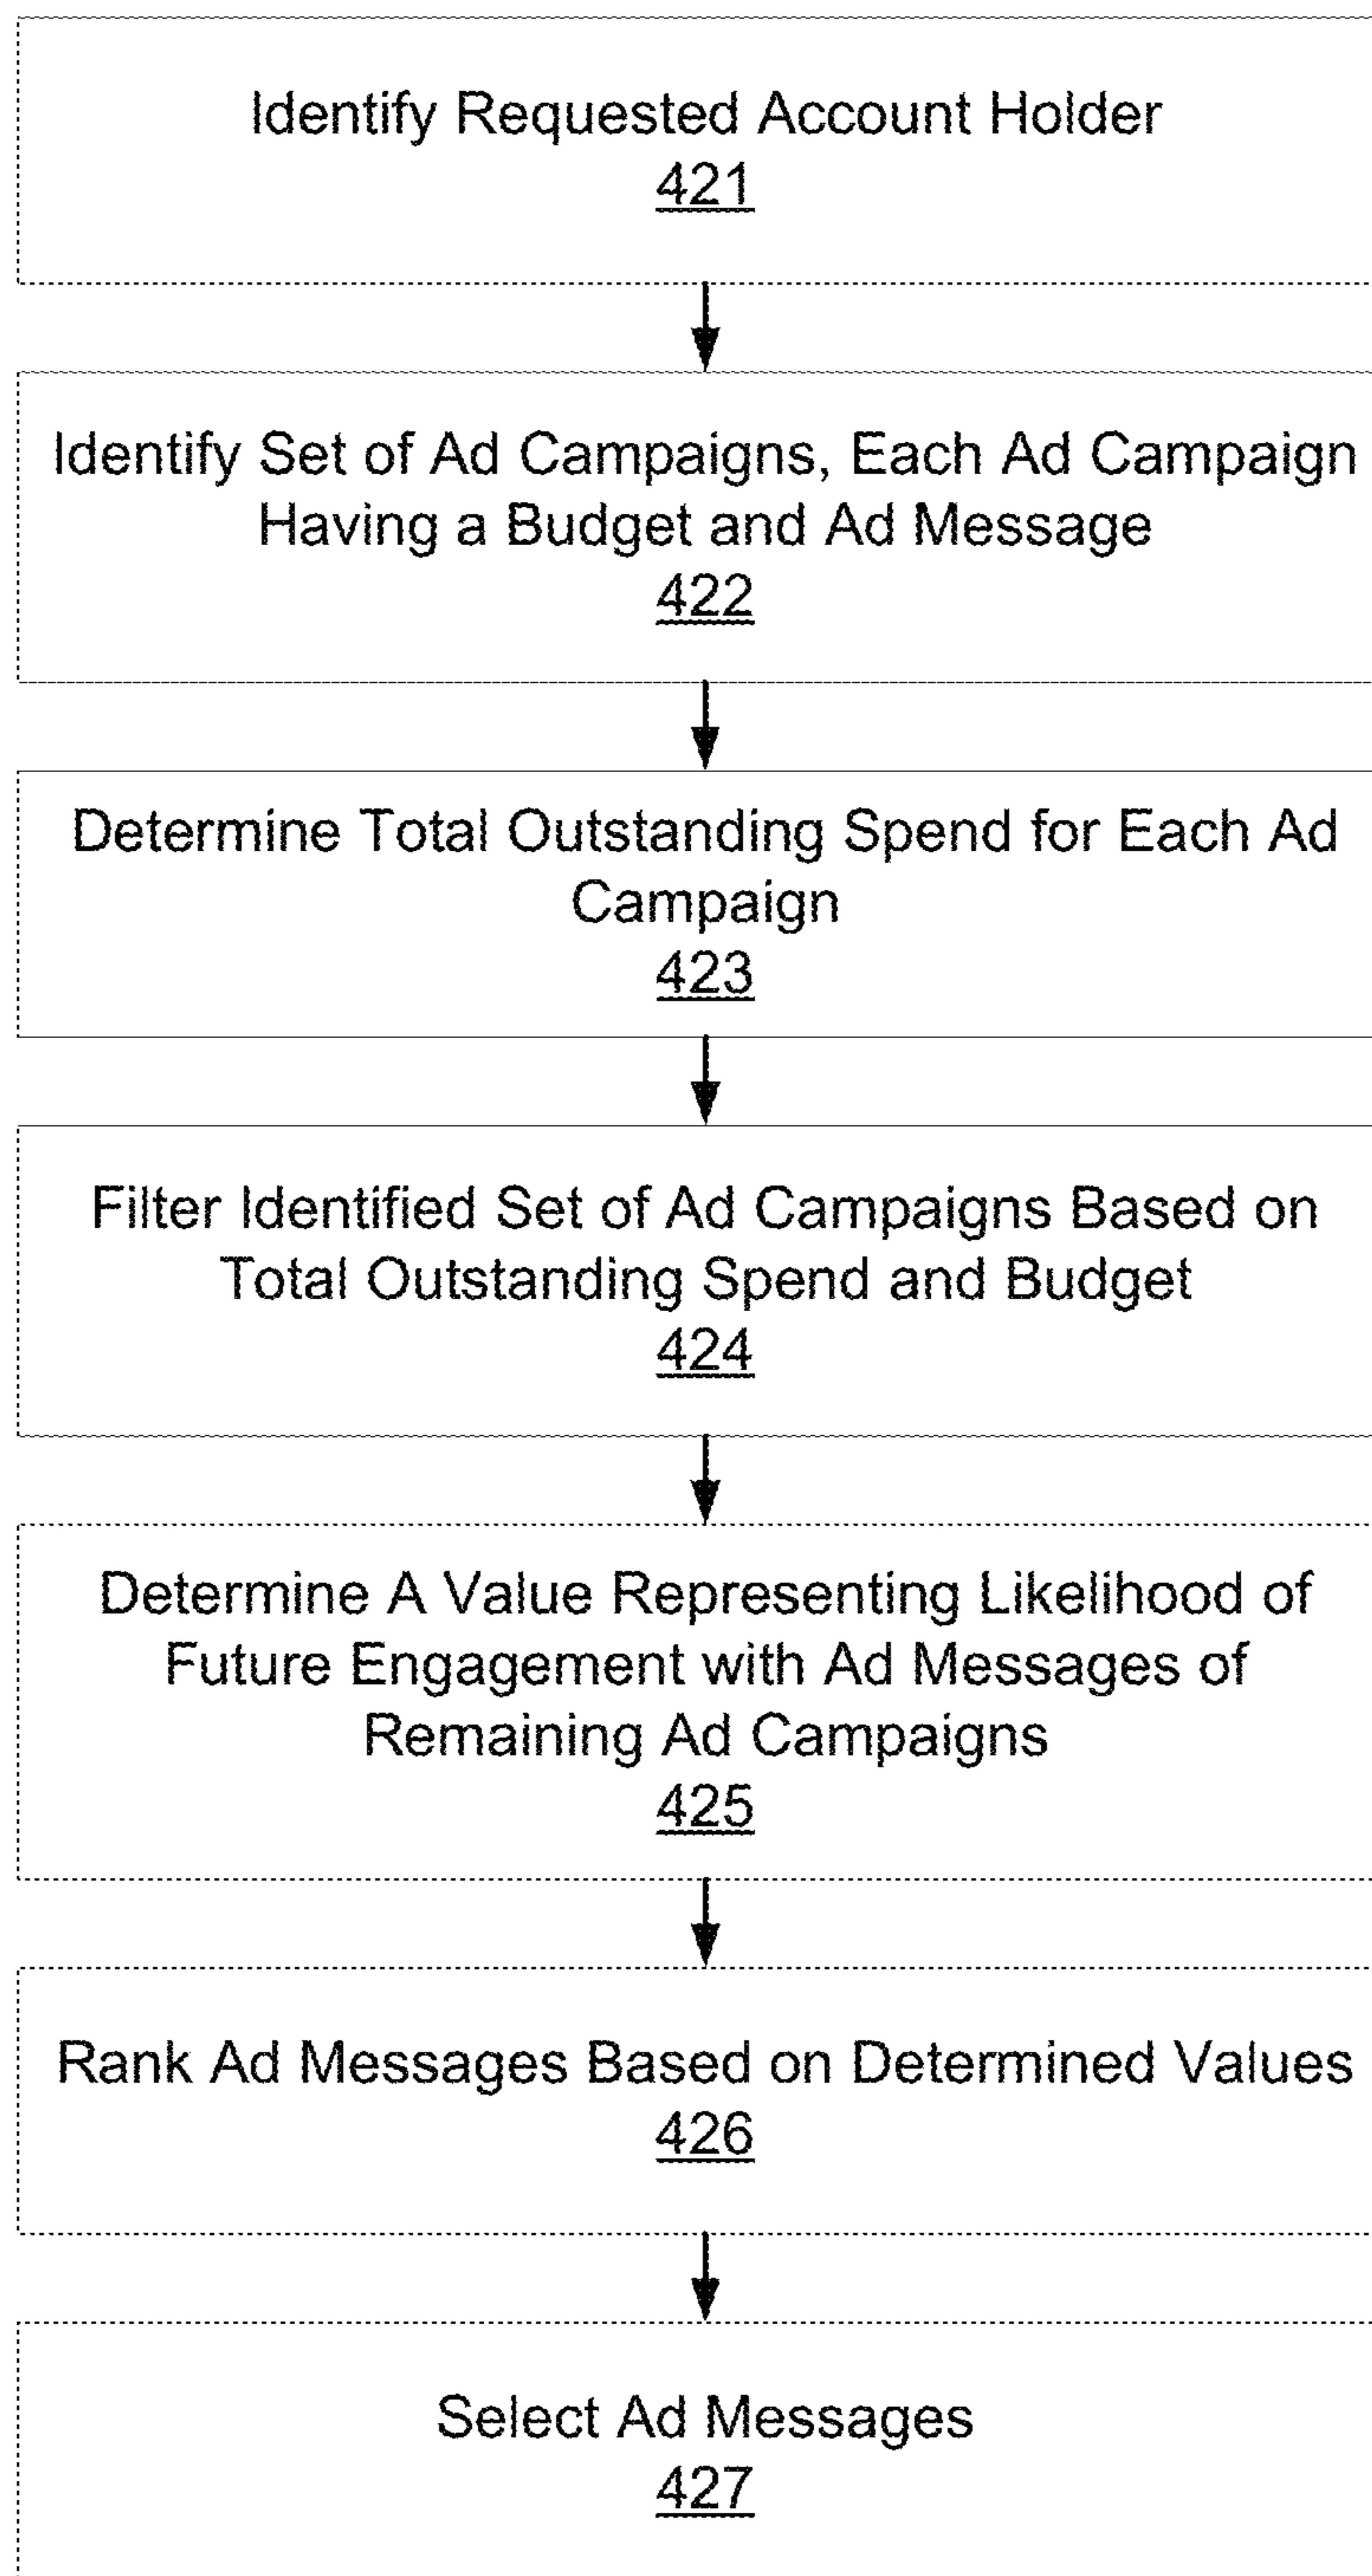 Identify Requested Account Holder
421
Identify Set of Ad Campaigns, Each Ad Campaign
Having a Budget and Ad Message
422
Determine Total Outstanding Spend for Each Ad
Campaign
423
Filter Identified Set of Ad Campaigns Based on
Total Outstanding Spend and Budget
424
Determine A Value Representing Likelihood of
Future Engagement with Ad Messages of
Remaining Ad Campaigns
425
Rank Ad Messages Based on Determined Values
426
Select Ad Messages
427